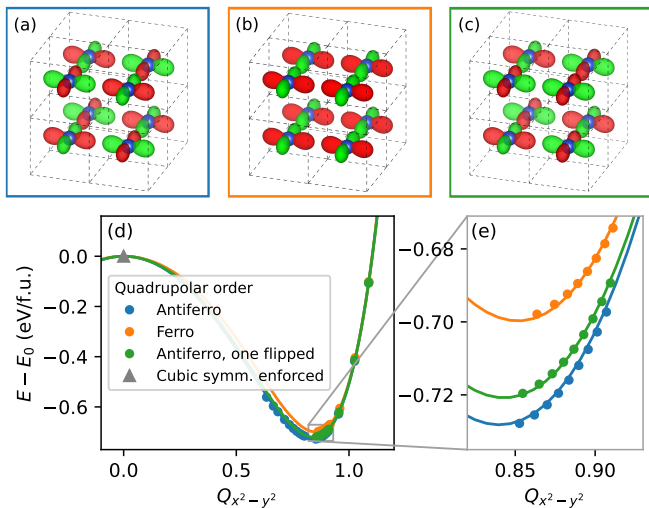 (a)
(b)
(c)
(d)
(e)
E − E₀ (eV/f.u.)
0.0
−0.2
−0.4
−0.6
Quadrupolar order
Antiferro
Ferro
Antiferro, one flipped
Cubic symm. enforced
0.0
0.5
1.0
Qₓ²₋ᵧ²
−0.68
−0.70
−0.72
0.85
0.90
Qₓ²₋ᵧ²